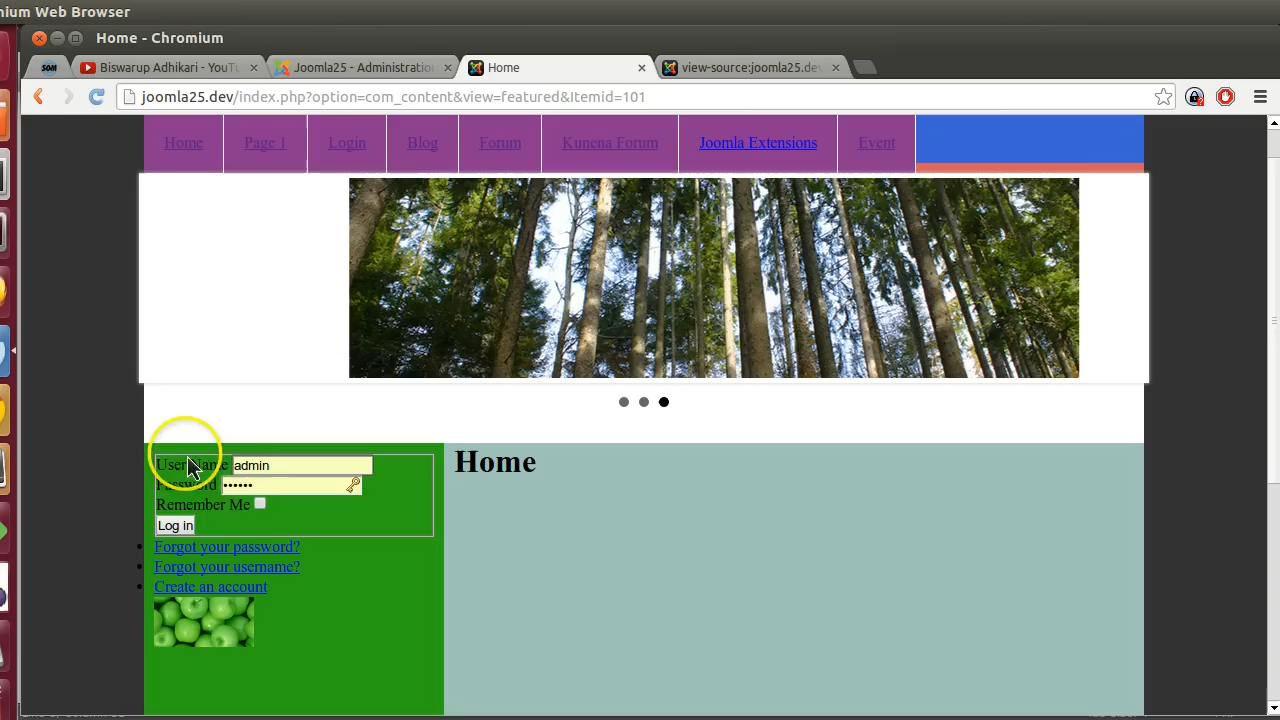 mium Web Browser
Home - Chromium
SOM
Biswarup Adhikari - YouTu
Joomla25 - Administration
Home
view-source:joomla25.dev
joomla25.dev/index.php?option=com_content&view=featured&Itemid=101
Home Page 1 Login Blog Forum Kunena Forum Joomla Extensions Event
User Name admin
Password ••••••
Remember Me
Log in
Forgot your password?
Forgot your username?
Create an account
Home